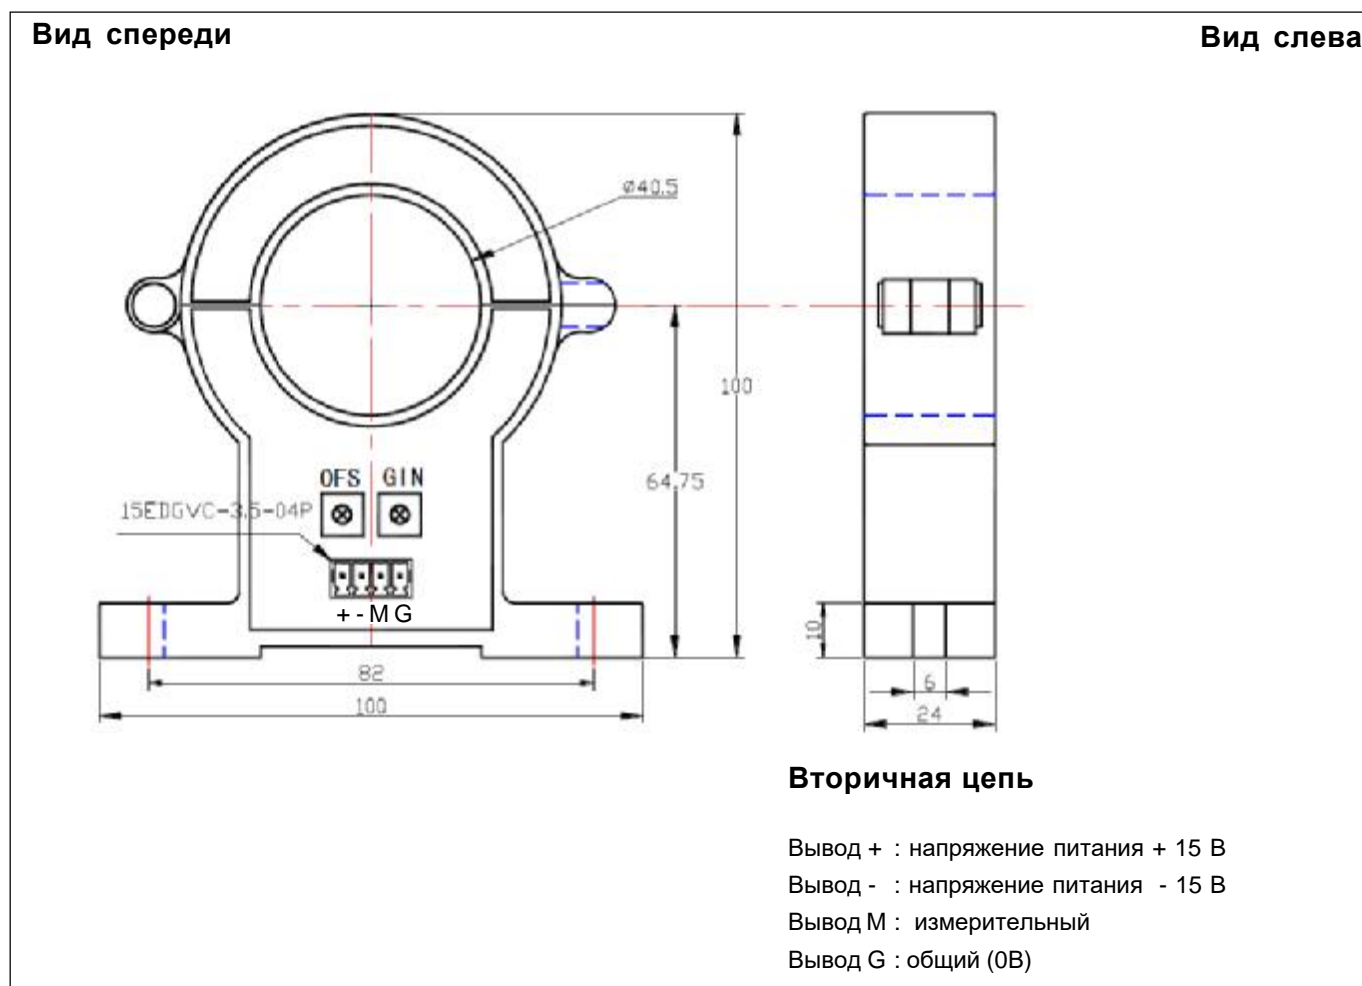 Вид спереди
Вид слева
ø40.5
100
64,75
OFS GIN
15EDGVC-3.5-04P
+ - M G
10
82
6
100
24
Вторичная цепь
Вывод + : напряжение питания + 15 В
Вывод - : напряжение питания - 15 В
Вывод M : измерительный
Вывод G : общий (0В)